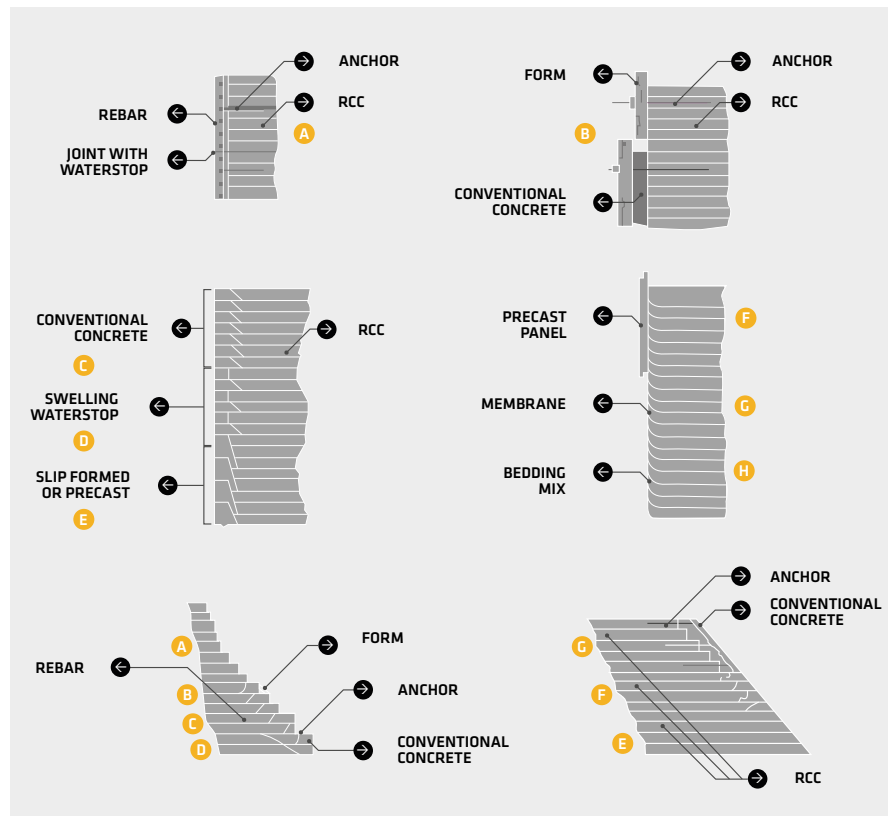 ANCHOR
RCC
A
REBAR
JOINT WITH
WATERSTOP
FORM
ANCHOR
RCC
B
CONVENTIONAL
CONCRETE
CONVENTIONAL
CONCRETE
C
RCC
SWELLING
WATERSTOP
D
SLIP FORMED
OR PRECAST
E
PRECAST
PANEL
F
MEMBRANE
G
BEDDING
MIX
H
A
FORM
REBAR
B
ANCHOR
C
D
CONVENTIONAL
CONCRETE
ANCHOR
CONVENTIONAL
CONCRETE
G
F
E
RCC